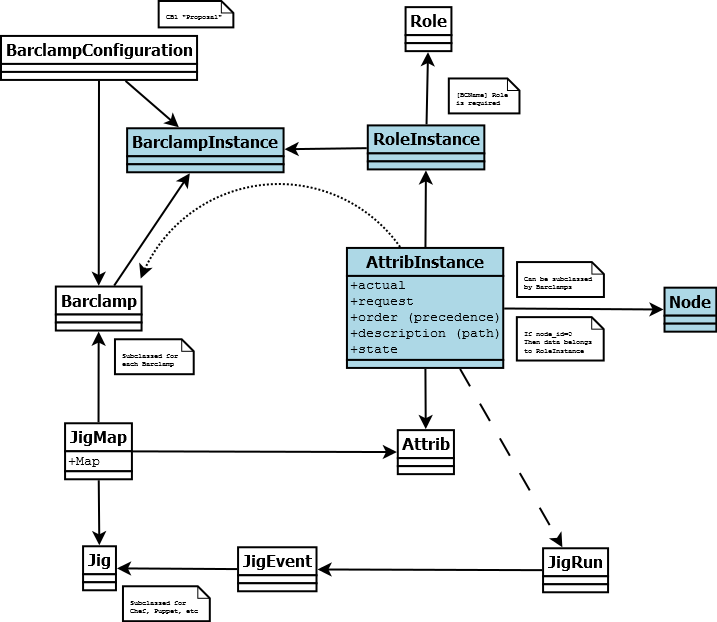 CB1 "Proposal"
Role
BarclampConfiguration
[BCName] Role
is required
BarclampInstance
RoleInstance
AttribInstance
+actual
+request
+order (precedence)
+description (path)
+state
Can be subclassed
by Barclamps
Node
Barclamp
If node_id=0
Then data belongs
to RoleInstance
Subclassed for
each Barclamp
JigMap
+Map
Attrib
Jig
JigEvent
JigRun
Subclassed for
Chef, Puppet, etc